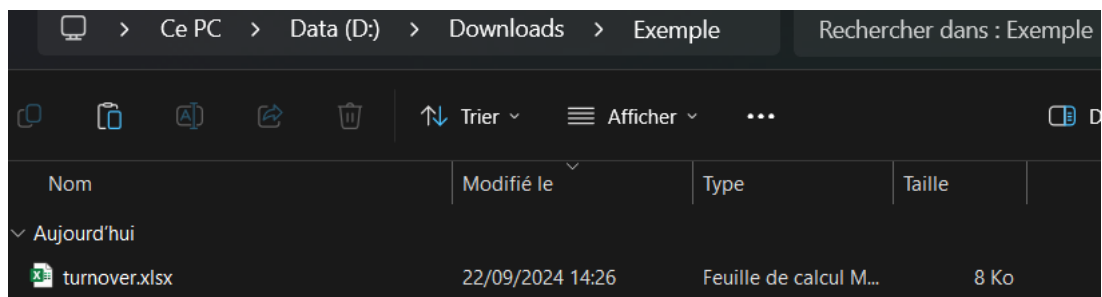 Ce PC > Data (D:) > Downloads > Exemple Rechercher dans : Exemple
Trier Afficher ... D
Nom Modifié le Type Taille
Aujourd'hui
turnover.xlsx 22/09/2024 14:26 Feuille de calcul M... 8 Ko